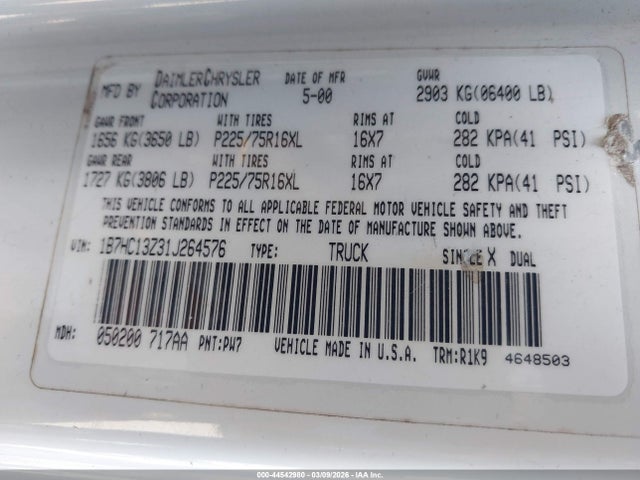 MFD BY DAIMLERCHRYSLER CORPORATION DATE OF MFR 5-00 GVWR 2903 KG(06400 LB)
GAWR FRONT WITH TIRES RIMS AT COLD
1656 KG(3650 LB) P225/75R16XL 16X7 282 KPA(41 PSI)
GAWR REAR WITH TIRES RIMS AT COLD
1727 KG(3806 LB) P225/75R16XL 16X7 282 KPA(41 PSI)
THIS VEHICLE CONFORMS TO ALL APPLICABLE FEDERAL MOTOR VEHICLE SAFETY AND THEFT
PREVENTION STANDARDS IN EFFECT ON THE DATE OF MANUFACTURE SHOWN ABOVE.
VIN: 1B7HC13Z31J264576 TYPE: TRUCK SINGLE X DUAL
MDH: 050200 717AA PNT:PW7 VEHICLE MADE IN U.S.A. TRM:R1K9 4648503
000-44542980 - 03/09/2026 - IAA Inc.